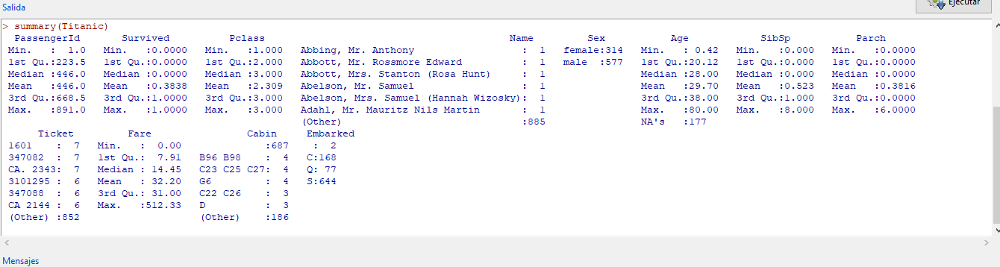 Ejecutar
Salida
> summary(Titanic)
  PassengerId      Survived          Pclass                                         Name         Sex           Age            SibSp           Parch
 Min.   :  1.0   Min.   :0.0000   Min.   :1.000   Abbing, Mr. Anthony                  :  1   female:314   Min.   : 0.42   Min.   :0.000   Min.   :0.0000
 1st Qu.:223.5   1st Qu.:0.0000   1st Qu.:2.000   Abbott, Mr. Rossmore Edward          :  1   male  :577   1st Qu.:20.12   1st Qu.:0.000   1st Qu.:0.0000
 Median :446.0   Median :0.0000   Median :3.000   Abbott, Mrs. Stanton (Rosa Hunt)     :  1                Median :28.00   Median :0.000   Median :0.0000
 Mean   :446.0   Mean   :0.3838   Mean   :2.309   Abelson, Mr. Samuel                  :  1                Mean   :29.70   Mean   :0.523   Mean   :0.3816
 3rd Qu.:668.5   3rd Qu.:1.0000   3rd Qu.:3.000   Abelson, Mrs. Samuel (Hannah Wizosky):  1                3rd Qu.:38.00   3rd Qu.:1.000   3rd Qu.:0.0000
 Max.   :891.0   Max.   :1.0000   Max.   :3.000   Adahl, Mr. Mauritz Nils Martin       :  1                Max.   :80.00   Max.   :8.000   Max.   :6.0000
                                                  (Other)                              :885                NA's   :177
      Ticket         Fare                Cabin     Embarked
 1601    :  7   Min.   :  0.00              :687    :  2
 347082  :  7   1st Qu.:  7.91   B96 B98    :  4   C:168
 CA. 2343:  7   Median : 14.45   C23 C25 C27:  4   Q: 77
 3101295 :  6   Mean   : 32.20   G6         :  4   S:644
 347088  :  6   3rd Qu.: 31.00   C22 C26    :  3
 CA 2144 :  6   Max.   :512.33   D          :  3
 (Other) :852                    (Other)    :186
Mensajes